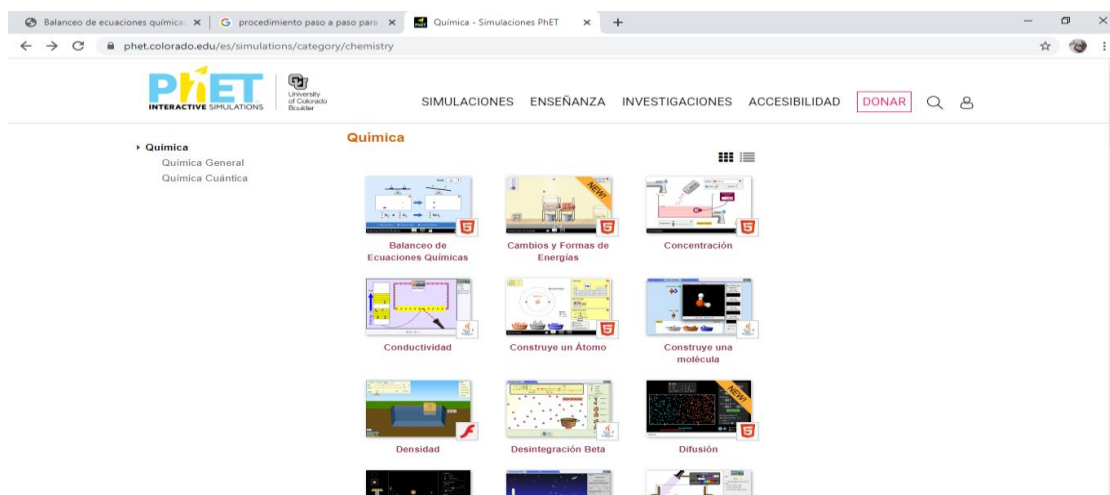 Balanceo de ecuaciones química
procedimiento paso a paso para
Química - Simulaciones PhET
phet.colorado.edu/es/simulations/category/chemistry
PhET
INTERACTIVE SIMULATIONS
CU
University
of Colorado
Boulder
SIMULACIONES ENSEÑANZA INVESTIGACIONES ACCESIBILIDAD DONAR
Química
Química General
Química Cuántica
Química
NEW!
Balanceo de
Ecuaciones Químicas
Cambios y Formas de
Energías
Concentración
Conductividad
Construye un Átomo
Construye una
molécula
NEW!
Densidad
Desintegración Beta
Difusión